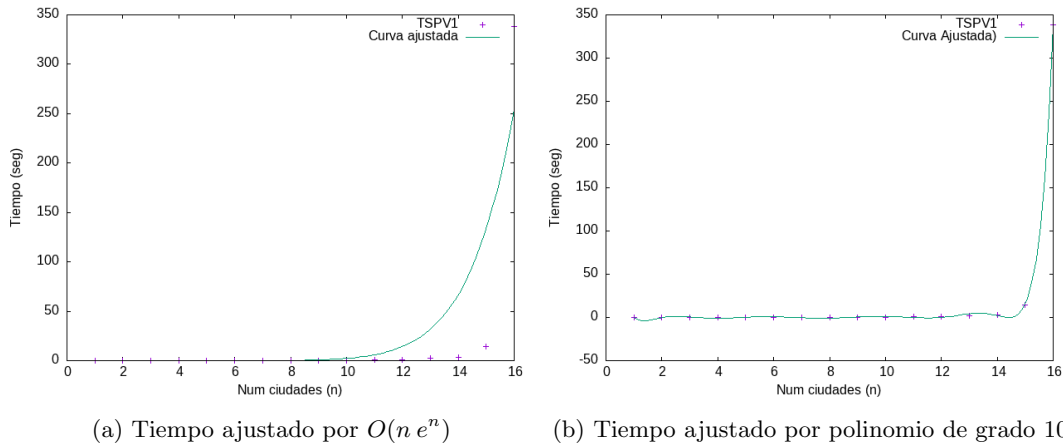 350
300
250
200
150
100
50
0
Tiempo (seg)
TSPV1
Curva ajustada
0 2 4 6 8 10 12 14 16
Num ciudades (n)
(a) Tiempo ajustado por O(n e^n)
350
300
250
200
150
100
50
0
-50
Tiempo (seg)
TSPV1
Curva Ajustada)
0 2 4 6 8 10 12 14 16
Num ciudades (n)
(b) Tiempo ajustado por polinomio de grado